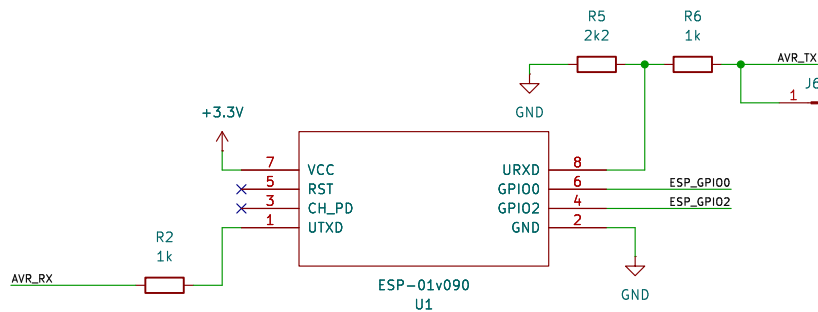 R5
2k2
R6
1k
AVR_TX
J6
1
GND
+3.3V
7
VCC
URXD
8
5
RST
GPIO0
6
ESP_GPIO0
3
CH_PD
GPIO2
4
ESP_GPIO2
1
UTXD
GND
2
R2
1k
AVR_RX
ESP-01v090
U1
GND